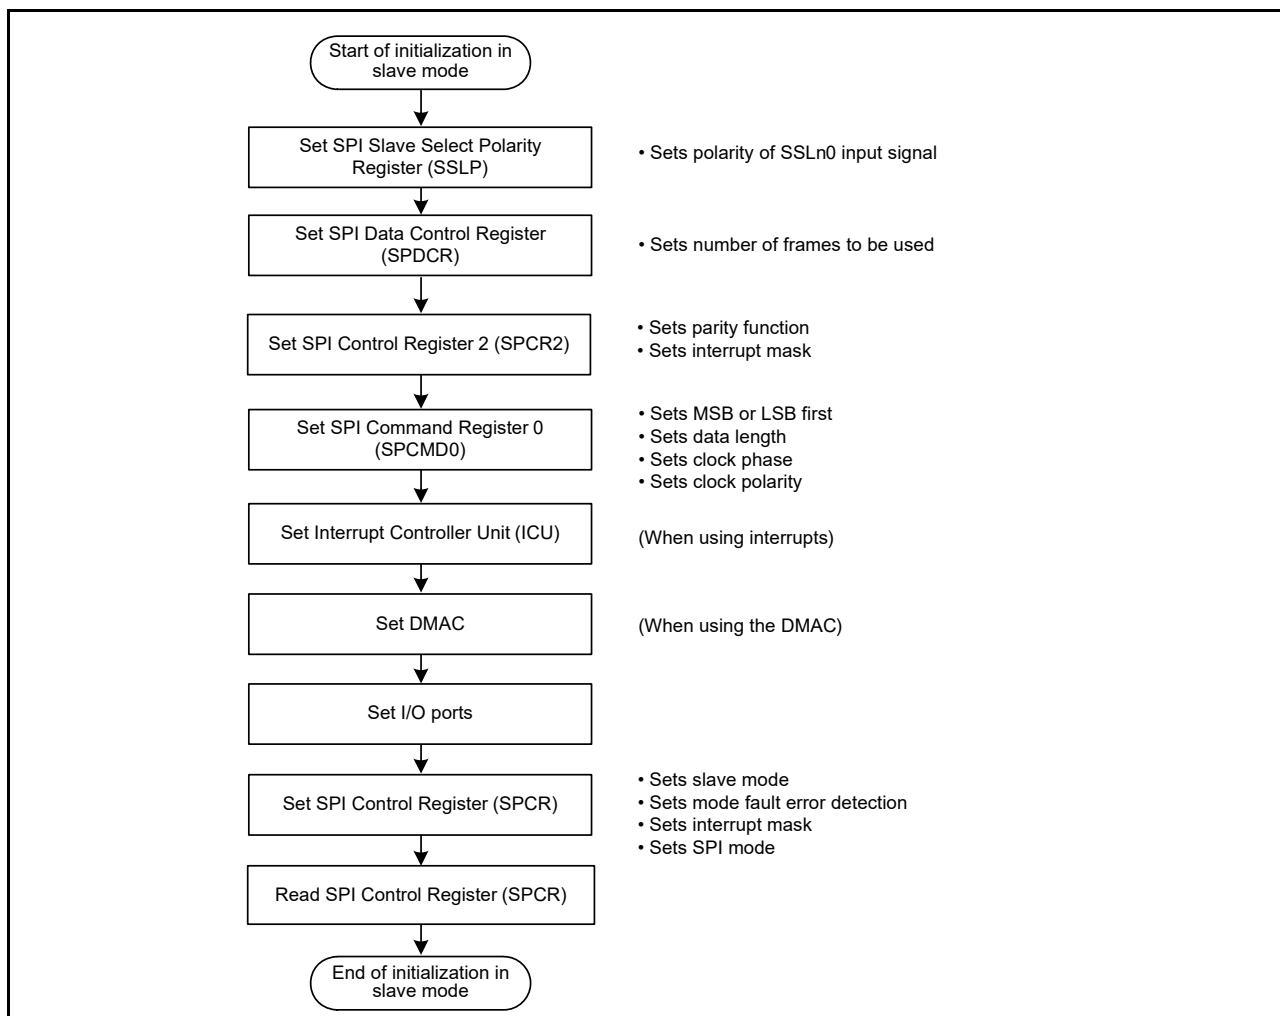 Start of initialization in
slave mode
Set SPI Slave Select Polarity
Register (SSLP)
• Sets polarity of SSLn0 input signal
Set SPI Data Control Register
(SPDCR)
• Sets number of frames to be used
Set SPI Control Register 2 (SPCR2)
• Sets parity function
• Sets interrupt mask
Set SPI Command Register 0
(SPCMD0)
• Sets MSB or LSB first
• Sets data length
• Sets clock phase
• Sets clock polarity
Set Interrupt Controller Unit (ICU)
(When using interrupts)
Set DMAC
(When using the DMAC)
Set I/O ports
Set SPI Control Register (SPCR)
• Sets slave mode
• Sets mode fault error detection
• Sets interrupt mask
• Sets SPI mode
Read SPI Control Register (SPCR)
End of initialization in
slave mode